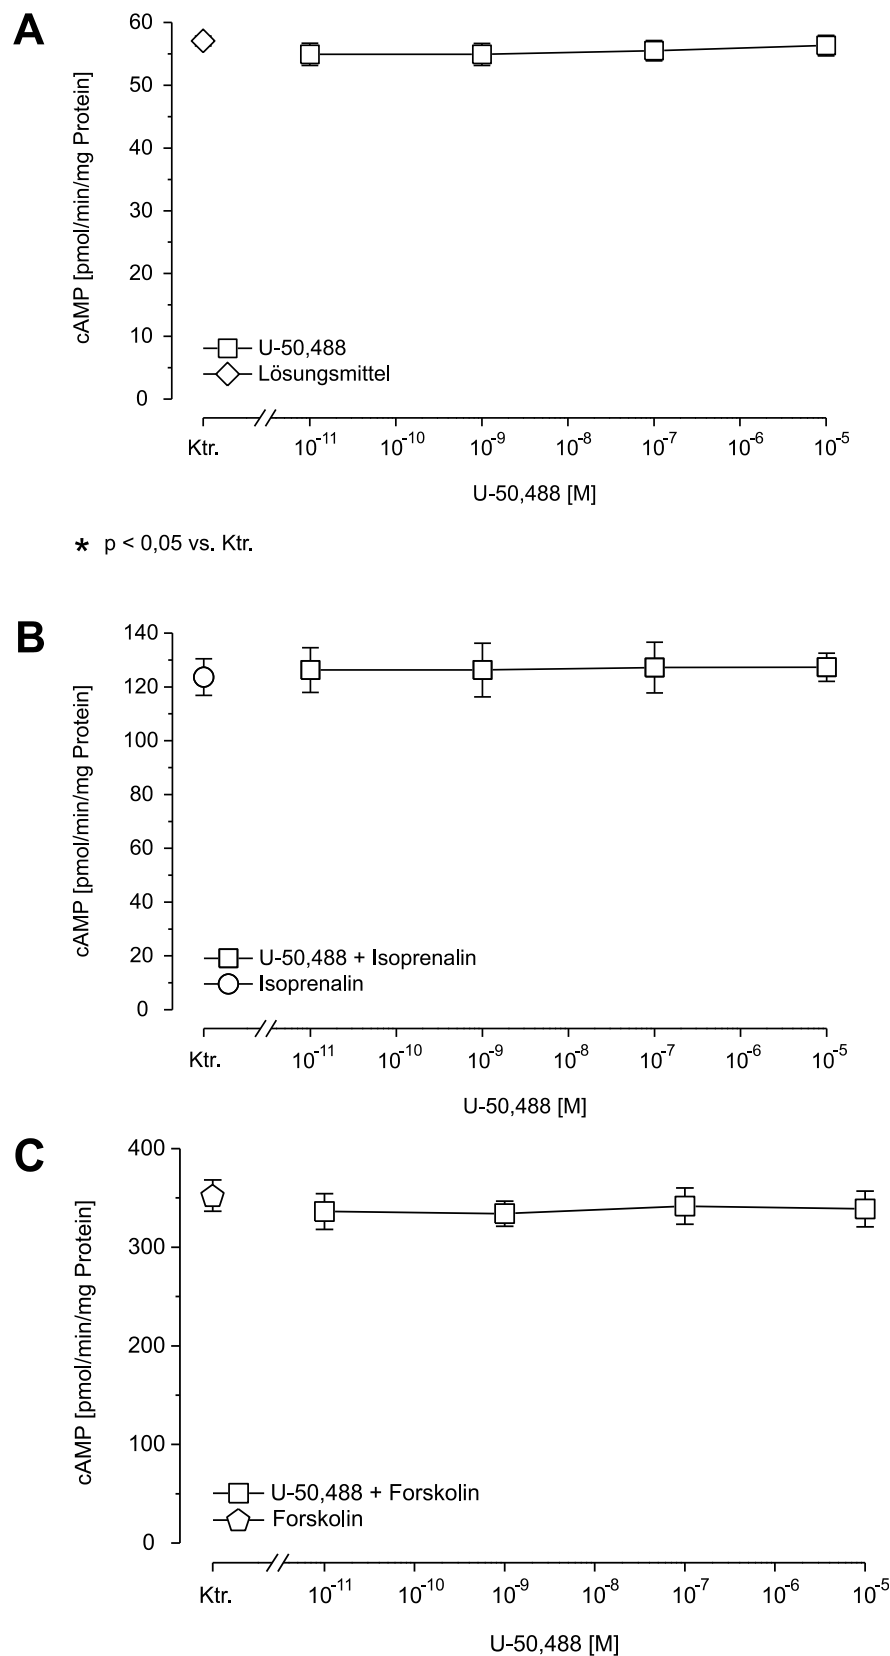 A
cAMP [pmol/min/mg Protein]
60
50
40
30
20
10
0
U-50,488
Lösungsmittel
Ktr. 10⁻¹¹ 10⁻¹⁰ 10⁻⁹ 10⁻⁸ 10⁻⁷ 10⁻⁶ 10⁻⁵
U-50,488 [M]
* p < 0,05 vs. Ktr.
B
cAMP [pmol/min/mg Protein]
140
120
100
80
60
40
20
0
U-50,488 + Isoprenalin
Isoprenalin
Ktr. 10⁻¹¹ 10⁻¹⁰ 10⁻⁹ 10⁻⁸ 10⁻⁷ 10⁻⁶ 10⁻⁵
U-50,488 [M]
C
cAMP [pmol/min/mg Protein]
400
300
200
100
0
U-50,488 + Forskolin
Forskolin
Ktr. 10⁻¹¹ 10⁻¹⁰ 10⁻⁹ 10⁻⁸ 10⁻⁷ 10⁻⁶ 10⁻⁵
U-50,488 [M]